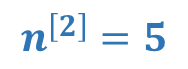 n[2] = 5